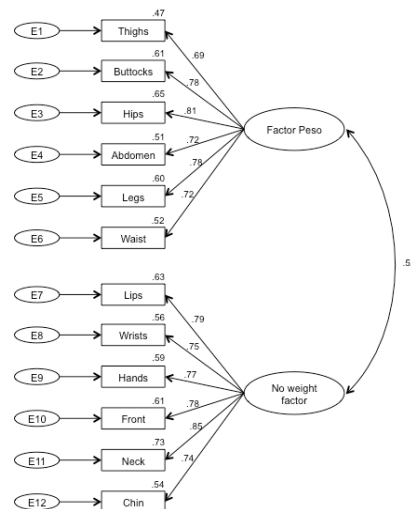 .47
E1 Thighs
.69
.61
E2 Buttocks
.78
.65
E3 Hips
.81
Factor Peso
.51
E4 Abdomen
.72
.78
.60
E5 Legs
.72
.52
E6 Waist
.5
.63
E7 Lips
.79
.56
E8 Wrists
.75
.59
E9 Hands
.77
No weight
factor
.61
E10 Front
.78
.85
.73
E11 Neck
.74
.54
E12 Chin